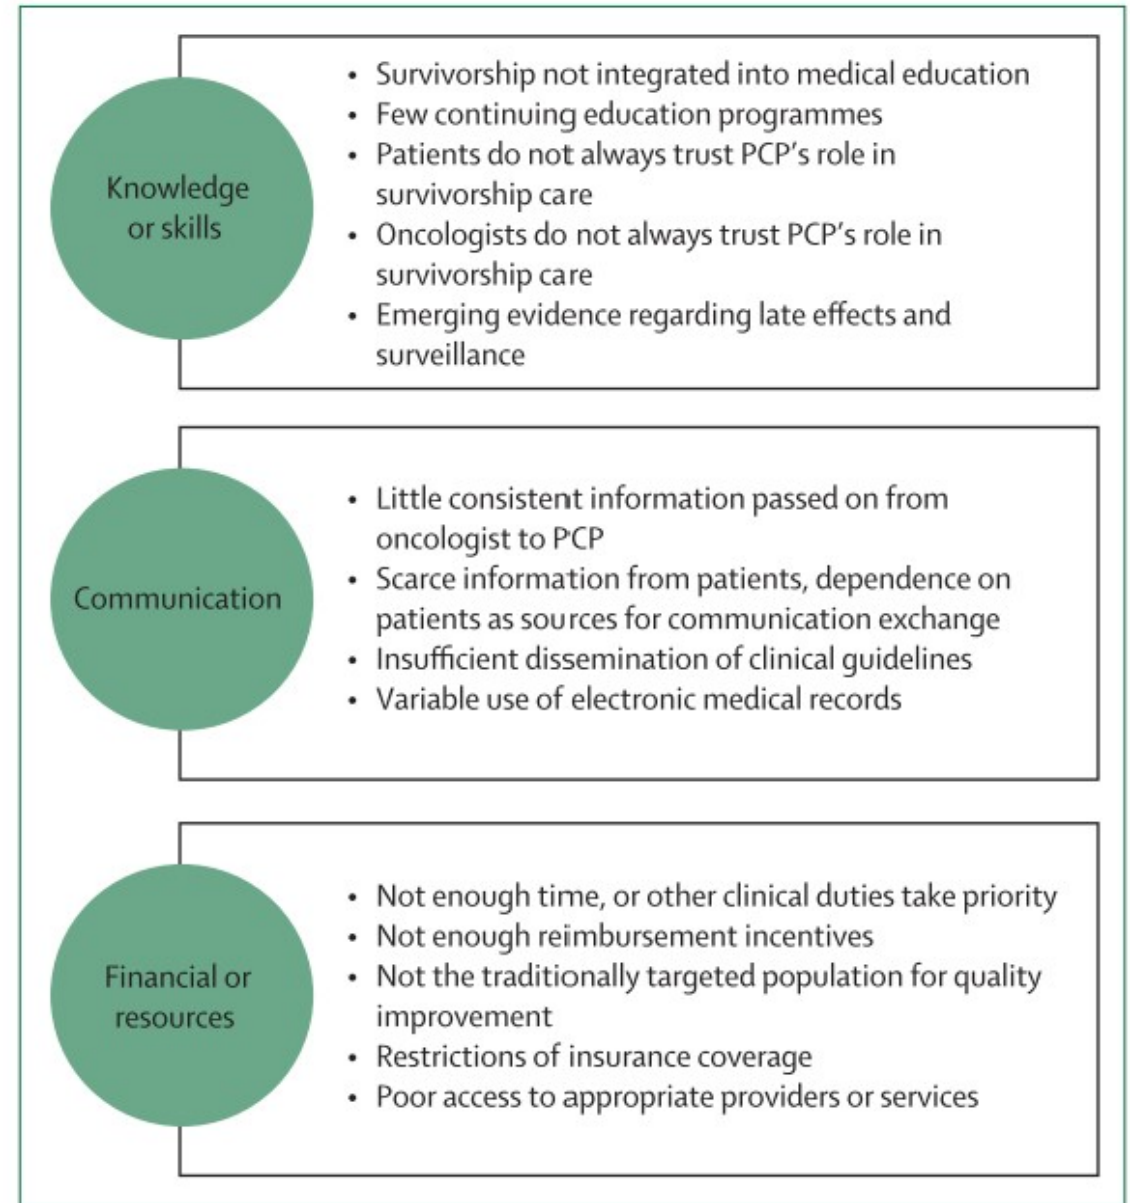 Knowledge
or skills
• Survivorship not integrated into medical education
• Few continuing education programmes
• Patients do not always trust PCP's role in
survivorship care
• Oncologists do not always trust PCP's role in
survivorship care
• Emerging evidence regarding late effects and
surveillance
Communication
• Little consistent information passed on from
oncologist to PCP
• Scarce information from patients, dependence on
patients as sources for communication exchange
• Insufficient dissemination of clinical guidelines
• Variable use of electronic medical records
Financial or
resources
• Not enough time, or other clinical duties take priority
• Not enough reimbursement incentives
• Not the traditionally targeted population for quality
improvement
• Restrictions of insurance coverage
• Poor access to appropriate providers or services